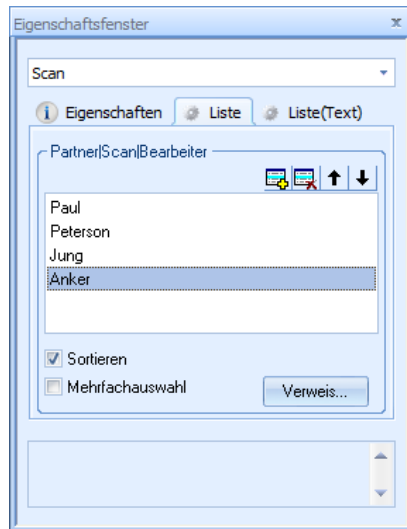 Eigenschaftsfenster
Scan
Eigenschaften Liste Liste(Text)
Partner|Scan|Bearbeiter
Paul
Peterson
Jung
Anker
Sortieren
Mehrfachauswahl
Verweis...